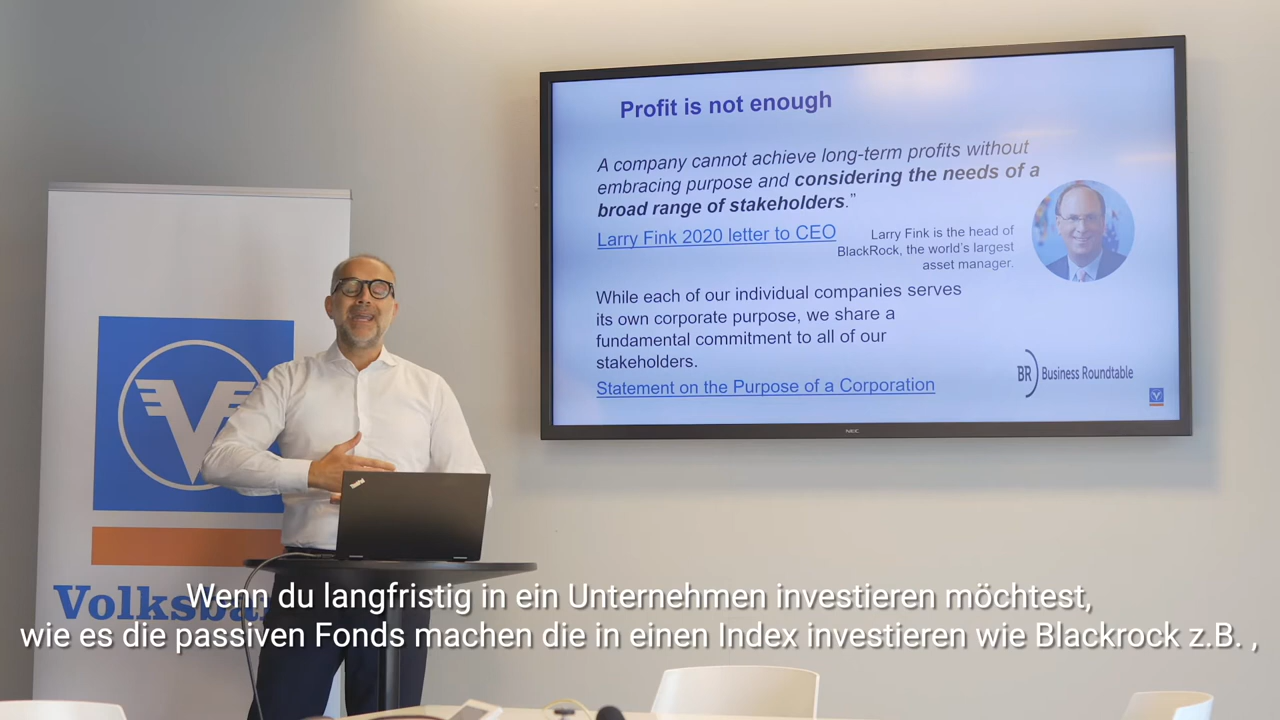 Profit is not enough
A company cannot achieve long-term profits without
embracing purpose and considering the needs of a
broad range of stakeholders.”
Larry Fink 2020 letter to CEO
Larry Fink is the head of
BlackRock, the world's largest
asset manager.
While each of our individual companies serves
its own corporate purpose, we share a
fundamental commitment to all of our
stakeholders.
Statement on the Purpose of a Corporation
BR Business Roundtable
NEC
ThinkPad
Wenn du langfristig in ein Unternehmen investieren möchtest,
wie es die passiven Fonds machen die in einen Index investieren wie Blackrock z.B. ,